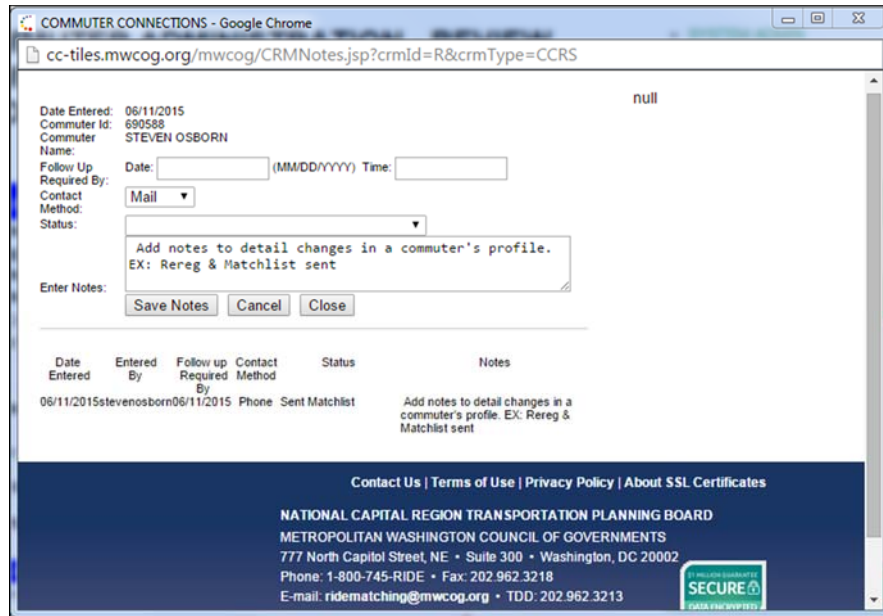 COMMUTER CONNECTIONS - Google Chrome
cc-tiles.mwcog.org/mwcog/CRMNotes.jsp?crmId=R&crmType=CCRS
null
Date Entered: 06/11/2015
Commuter Id: 690588
Commuter Name: STEVEN OSBORN
Follow Up Required By: Date: (MM/DD/YYYY) Time:
Contact Method: Mail
Status:
Add notes to detail changes in a commuter's profile.
EX: Rereg & Matchlist sent
Enter Notes:
Save Notes Cancel Close
Date Entered Entered By Follow up Required By Contact Method Status Notes
06/11/2015stevenosborn06/11/2015 Phone Sent Matchlist Add notes to detail changes in a
commuter's profile. EX: Rereg &
Matchlist sent
Contact Us | Terms of Use | Privacy Policy | About SSL Certificates
NATIONAL CAPITAL REGION TRANSPORTATION PLANNING BOARD
METROPOLITAN WASHINGTON COUNCIL OF GOVERNMENTS
777 North Capitol Street, NE • Suite 300 • Washington, DC 20002
Phone: 1-800-745-RIDE • Fax: 202.962.3218
E-mail: ridematching@mwcog.org • TDD: 202.962.3213
SECURE
DATA ENCRYPTED